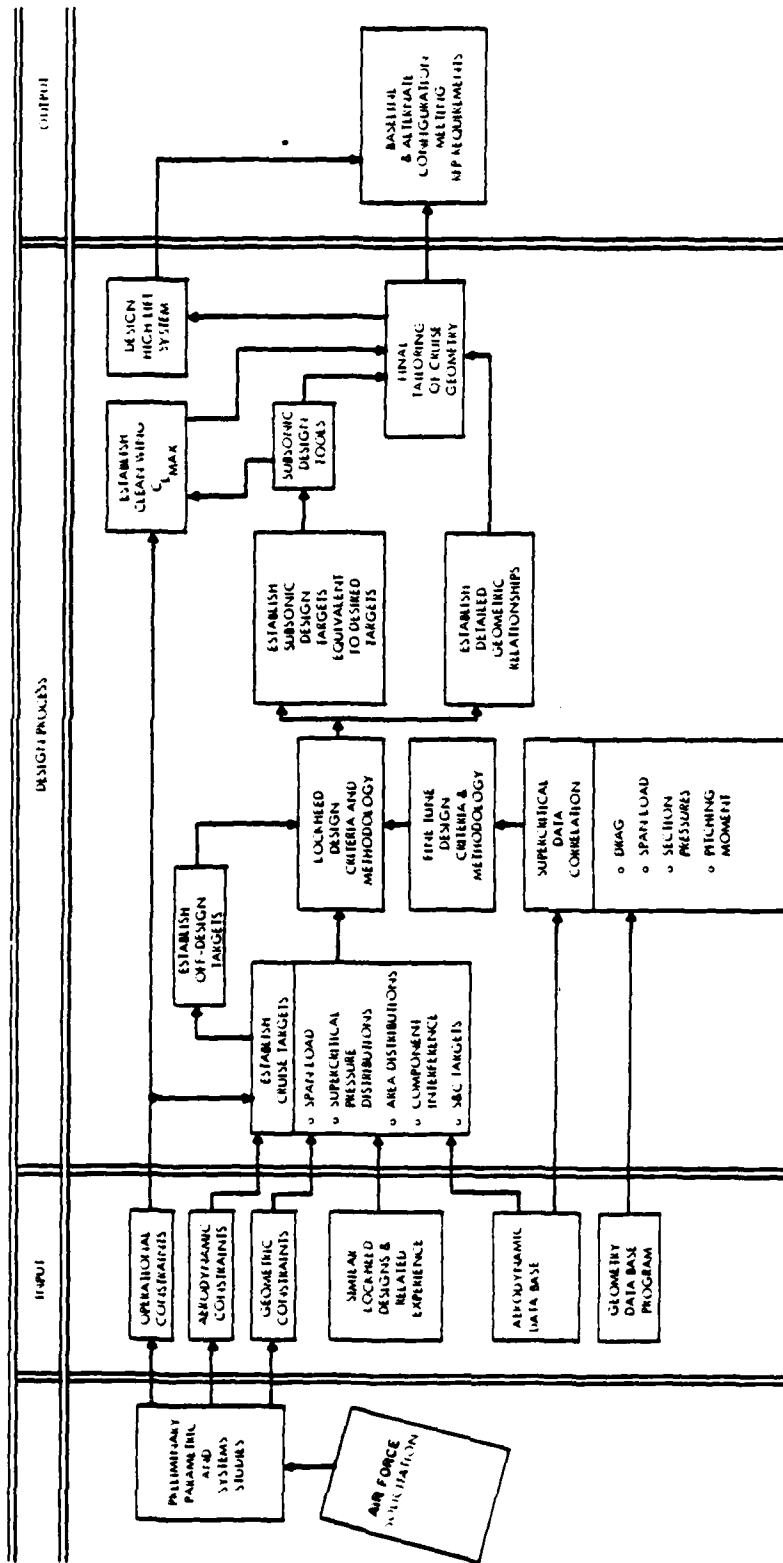 INPUT
DESIGN PROCESS
OUTPUT
PRELIMINARY
PARAMETRIC
AND
SYSTEMS
STUDIES
AIR FORCE
SOLICITATION
OPERATIONAL
CONSTRAINTS
AERODYNAMIC
CONSTRAINTS
GEOMETRIC
CONSTRAINTS
SIMILAR
LOCKHEED
DESIGNS &
RELATED
EXPERIENCE
AERODYNAMIC
DATA BASE
GEOMETRY
DATA BASE
PROGRAM
ESTABLISH
CRUISE TARGETS
o SPAN LOAD
o SUPERCRITICAL
PRESSURE
DISTRIBUTIONS
o AREA DISTRIBUTIONS
o COMPONENT
INTERFERENCE
o S&C TARGETS
ESTABLISH
OFF-DESIGN
TARGETS
LOCKHEED DESIGN
CRITERIA AND
METHODOLOGY
FINE TUNE
DESIGN
CRITERIA &
METHODOLOGY
SUPERCRITICAL
DATA
CORRELATION
o DRAG
o SPAN LOAD
o SECTION
PRESSURES
o PITCHING
MOMENT
ESTABLISH
SUBSONIC
DESIGN
TARGETS
EQUIVALENT
TO DESIRED
TARGETS
ESTABLISH
DETAILED
GEOMETRIC
RELATIONSHIPS
ESTABLISH
CLEAN WING
CLMAX
SUBSONIC
DESIGN
TOOLS
DESIGN
HIGH LIFT
SYSTEM
FINAL
TAILORING
OF CRUISE
GEOMETRY
BASELINE
& ALTERNATE
CONFIGURATION
MEETING
RFP REQUIREMENTS